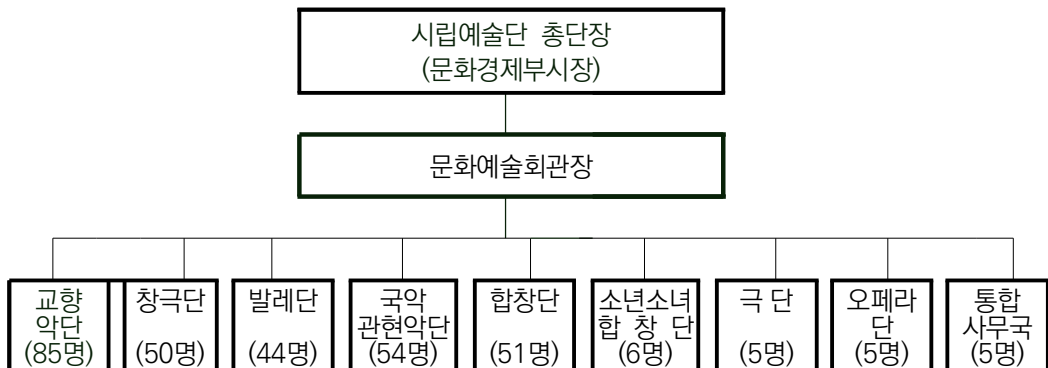 시립예술단 총단장
(문화경제부시장)
문화예술회관장
교향
악단
(85명)
창극단
(50명)
발레단
(44명)
국악
관현악단
(54명)
합창단
(51명)
소년소녀
합 창 단
(6명)
극 단
(5명)
오페라
단
(5명)
통합
사무국
(5명)